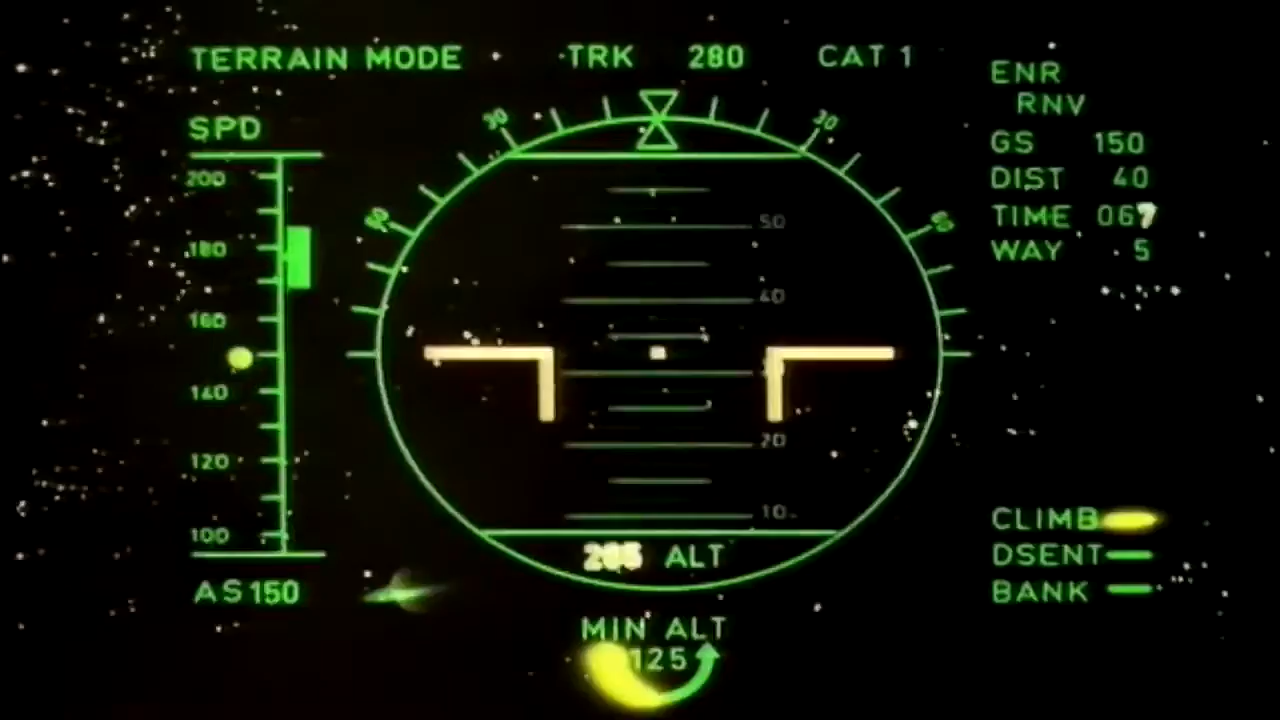 TERRAIN MODE TRK 280 CAT 1
ENR
RNV
GS 150
DIST 40
TIME 067
WAY 5
SPD
200
180
160
140
120
100
AS 150
30 30
60 60
50
40
20
10
ALT
MIN ALT
125
CLIMB
DSENT
BANK